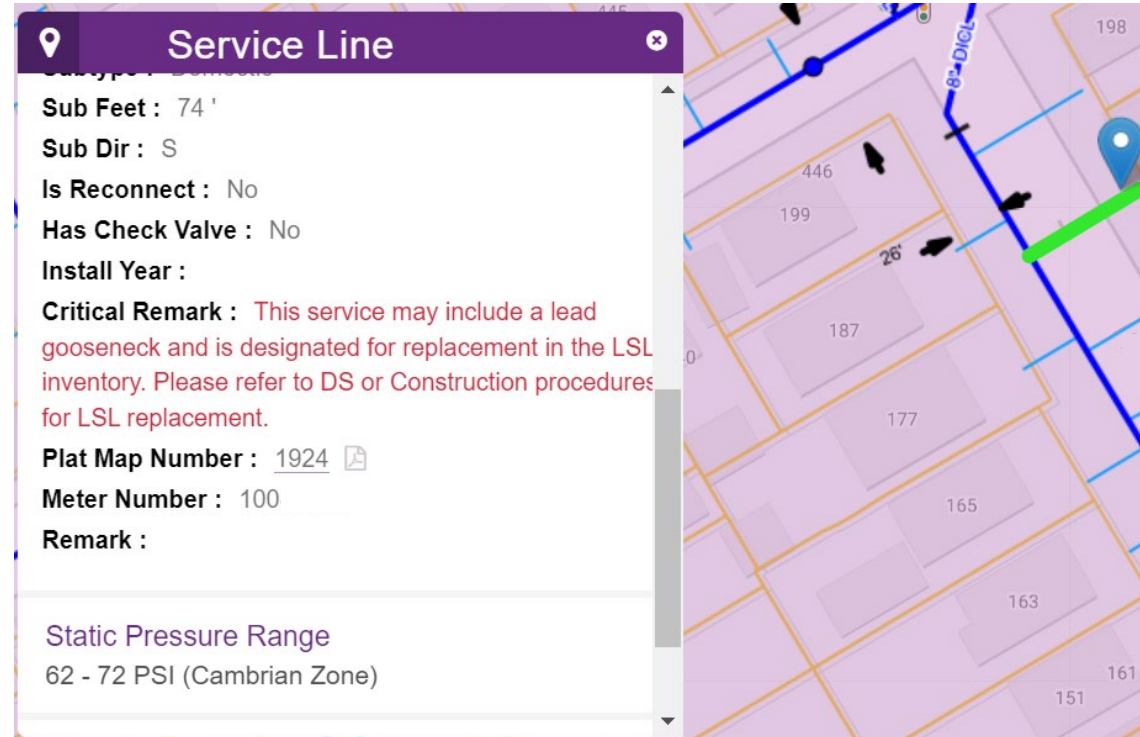 Service Line
Subtype : Domestic
Sub Feet : 74 '
Sub Dir : S
Is Reconnect : No
Has Check Valve : No
Install Year :
Critical Remark : This service may include a lead
gooseneck and is designated for replacement in the LSL
inventory. Please refer to DS or Construction procedures
for LSL replacement.
Plat Map Number : 1924
Meter Number : 100
Remark :
Static Pressure Range
62 - 72 PSI (Cambrian Zone)
445
198
8" DICL
446
199
26'
187
177
165
163
161
151